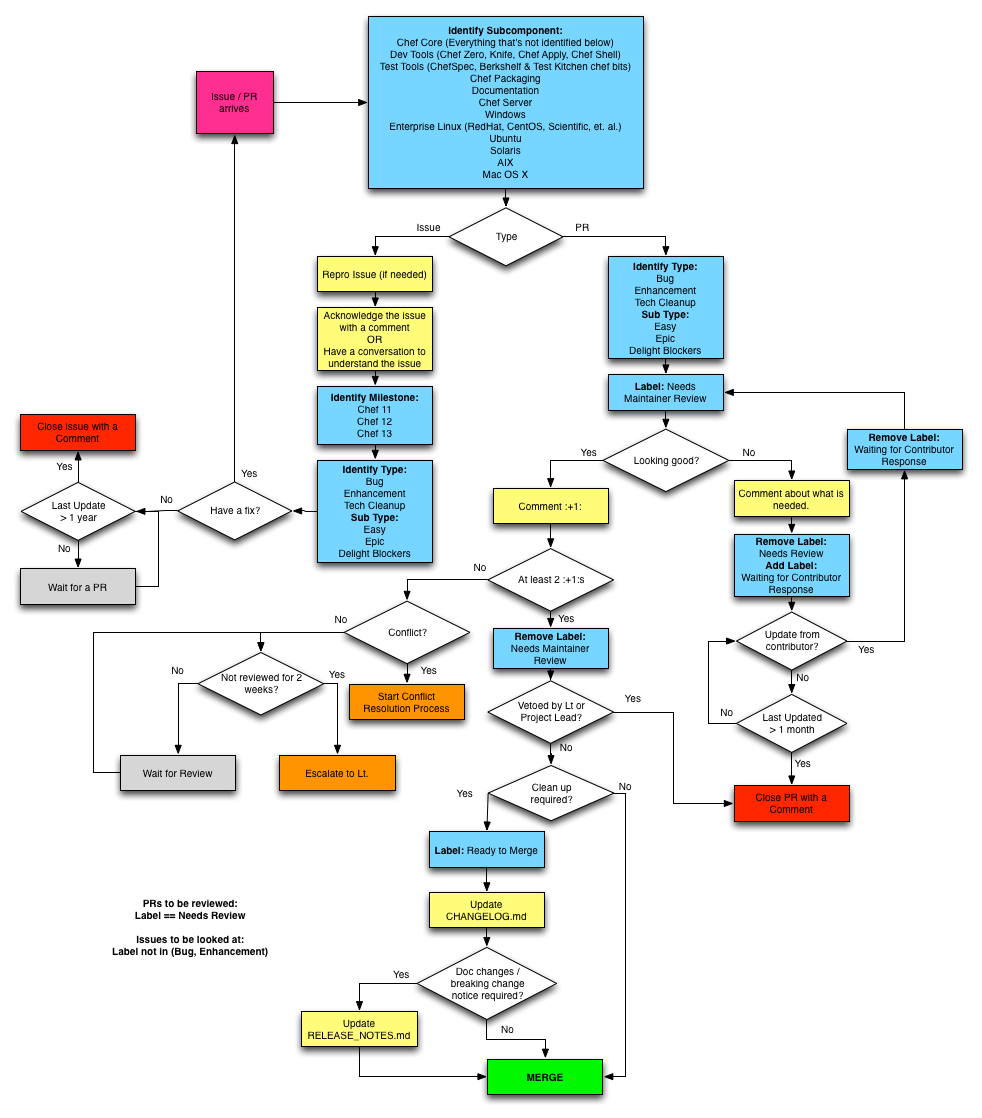 Identify Subcomponent:
Chef Core (Everything that's not identified below)
Dev Tools (Chef Zero, Knife, Chef Apply, Chef Shell)
Test Tools (ChefSpec, Berkshelf & Test Kitchen chef bits)
Chef Packaging
Documentation
Chef Server
Windows
Enterprise Linux (RedHat, CentOS, Scientific, et. al.)
Ubuntu
Solaris
AIX
Mac OS X
Issue / PR
arrives
Type
Issue
PR
Repro Issue (if needed)
Acknowledge the issue
with a comment
OR
Have a conversation to
understand the issue
Identify Milestone:
Chef 11
Chef 12
Chef 13
Identify Type:
Bug
Enhancement
Tech Cleanup
Sub Type:
Easy
Epic
Delight Blockers
Have a fix?
Yes
No
Last Update
> 1 year
Yes
Close issue with a
Comment
No
Wait for a PR
Identify Type:
Bug
Enhancement
Tech Cleanup
Sub Type:
Easy
Epic
Delight Blockers
Label: Needs
Maintainer Review
Looking good?
Yes
No
Comment :+1:
At least 2 :+1:s
No
Yes
Conflict?
No
Yes
Start Conflict
Resolution Process
Not reviewed for 2
weeks?
No
Yes
Wait for Review
Escalate to Lt.
Remove Label:
Needs Maintainer
Review
Vetoed by Lt or
Project Lead?
Yes
No
Clean up
required?
Yes
No
Label: Ready to Merge
Update
CHANGELOG.md
Doc changes /
breaking change
notice required?
Yes
No
Update
RELEASE_NOTES.md
MERGE
Comment about what is
needed.
Remove Label:
Needs Review
Add Label:
Waiting for Contributor
Response
Update from
contributor?
Yes
No
Remove Label:
Waiting for Contributor
Response
Last Updated
> 1 month
No
Yes
Close PR with a
Comment
PRs to be reviewed:
Label == Needs Review
Issues to be looked at:
Label not in (Bug, Enhancement)